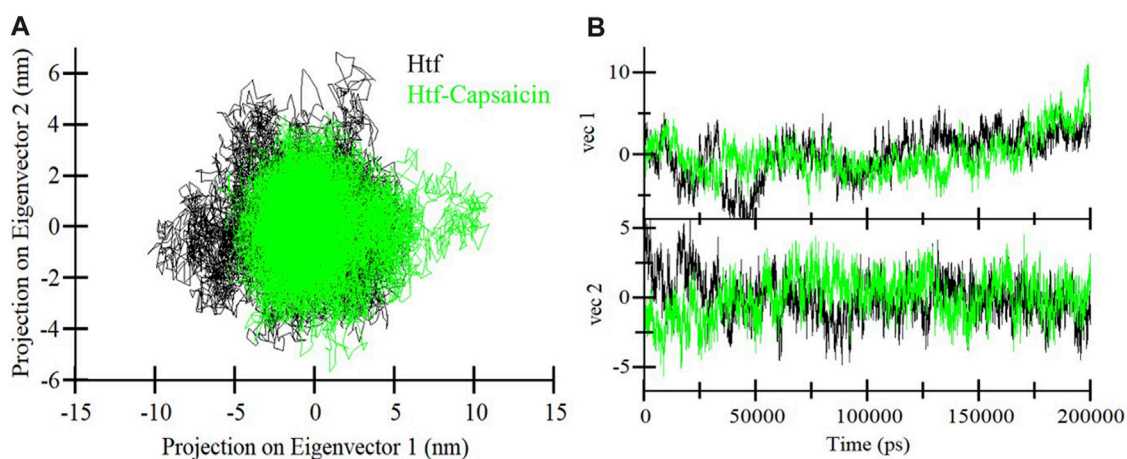 A
Projection on Eigenvector 2 (nm)
6
4
2
0
-2
-4
-6
-15
-10
-5
0
5
10
15
Projection on Eigenvector 1 (nm)
Htf
Htf-Capsaicin
B
vec 1
10
0
vec 2
5
0
-5
0
50000
100000
150000
200000
Time (ps)